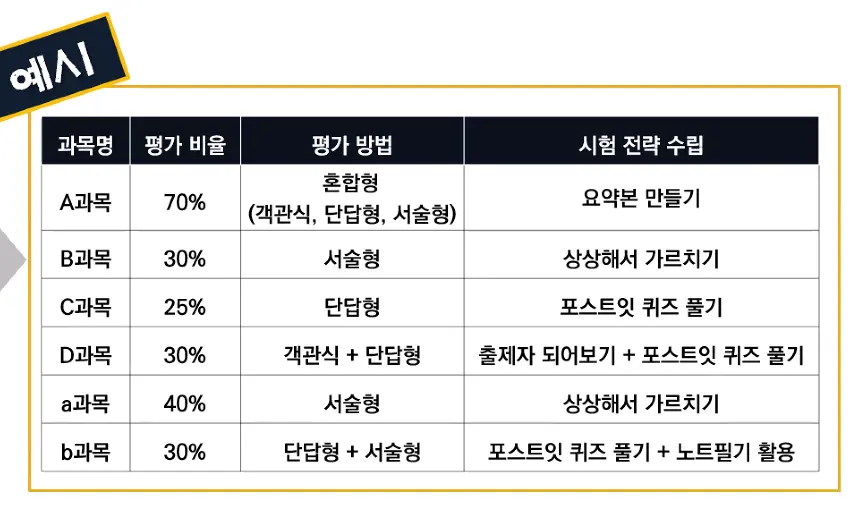 예시
과목명 평가 비율 평가 방법 시험 전략 수립
A과목 70% 혼합형
(객관식, 단답형, 서술형) 요약본 만들기
B과목 30% 서술형 상상해서 가르치기
C과목 25% 단답형 포스트잇 퀴즈 풀기
D과목 30% 객관식 + 단답형 출제자 되어보기 + 포스트잇 퀴즈 풀기
a과목 40% 서술형 상상해서 가르치기
b과목 30% 단답형 + 서술형 포스트잇 퀴즈 풀기 + 노트필기 활용